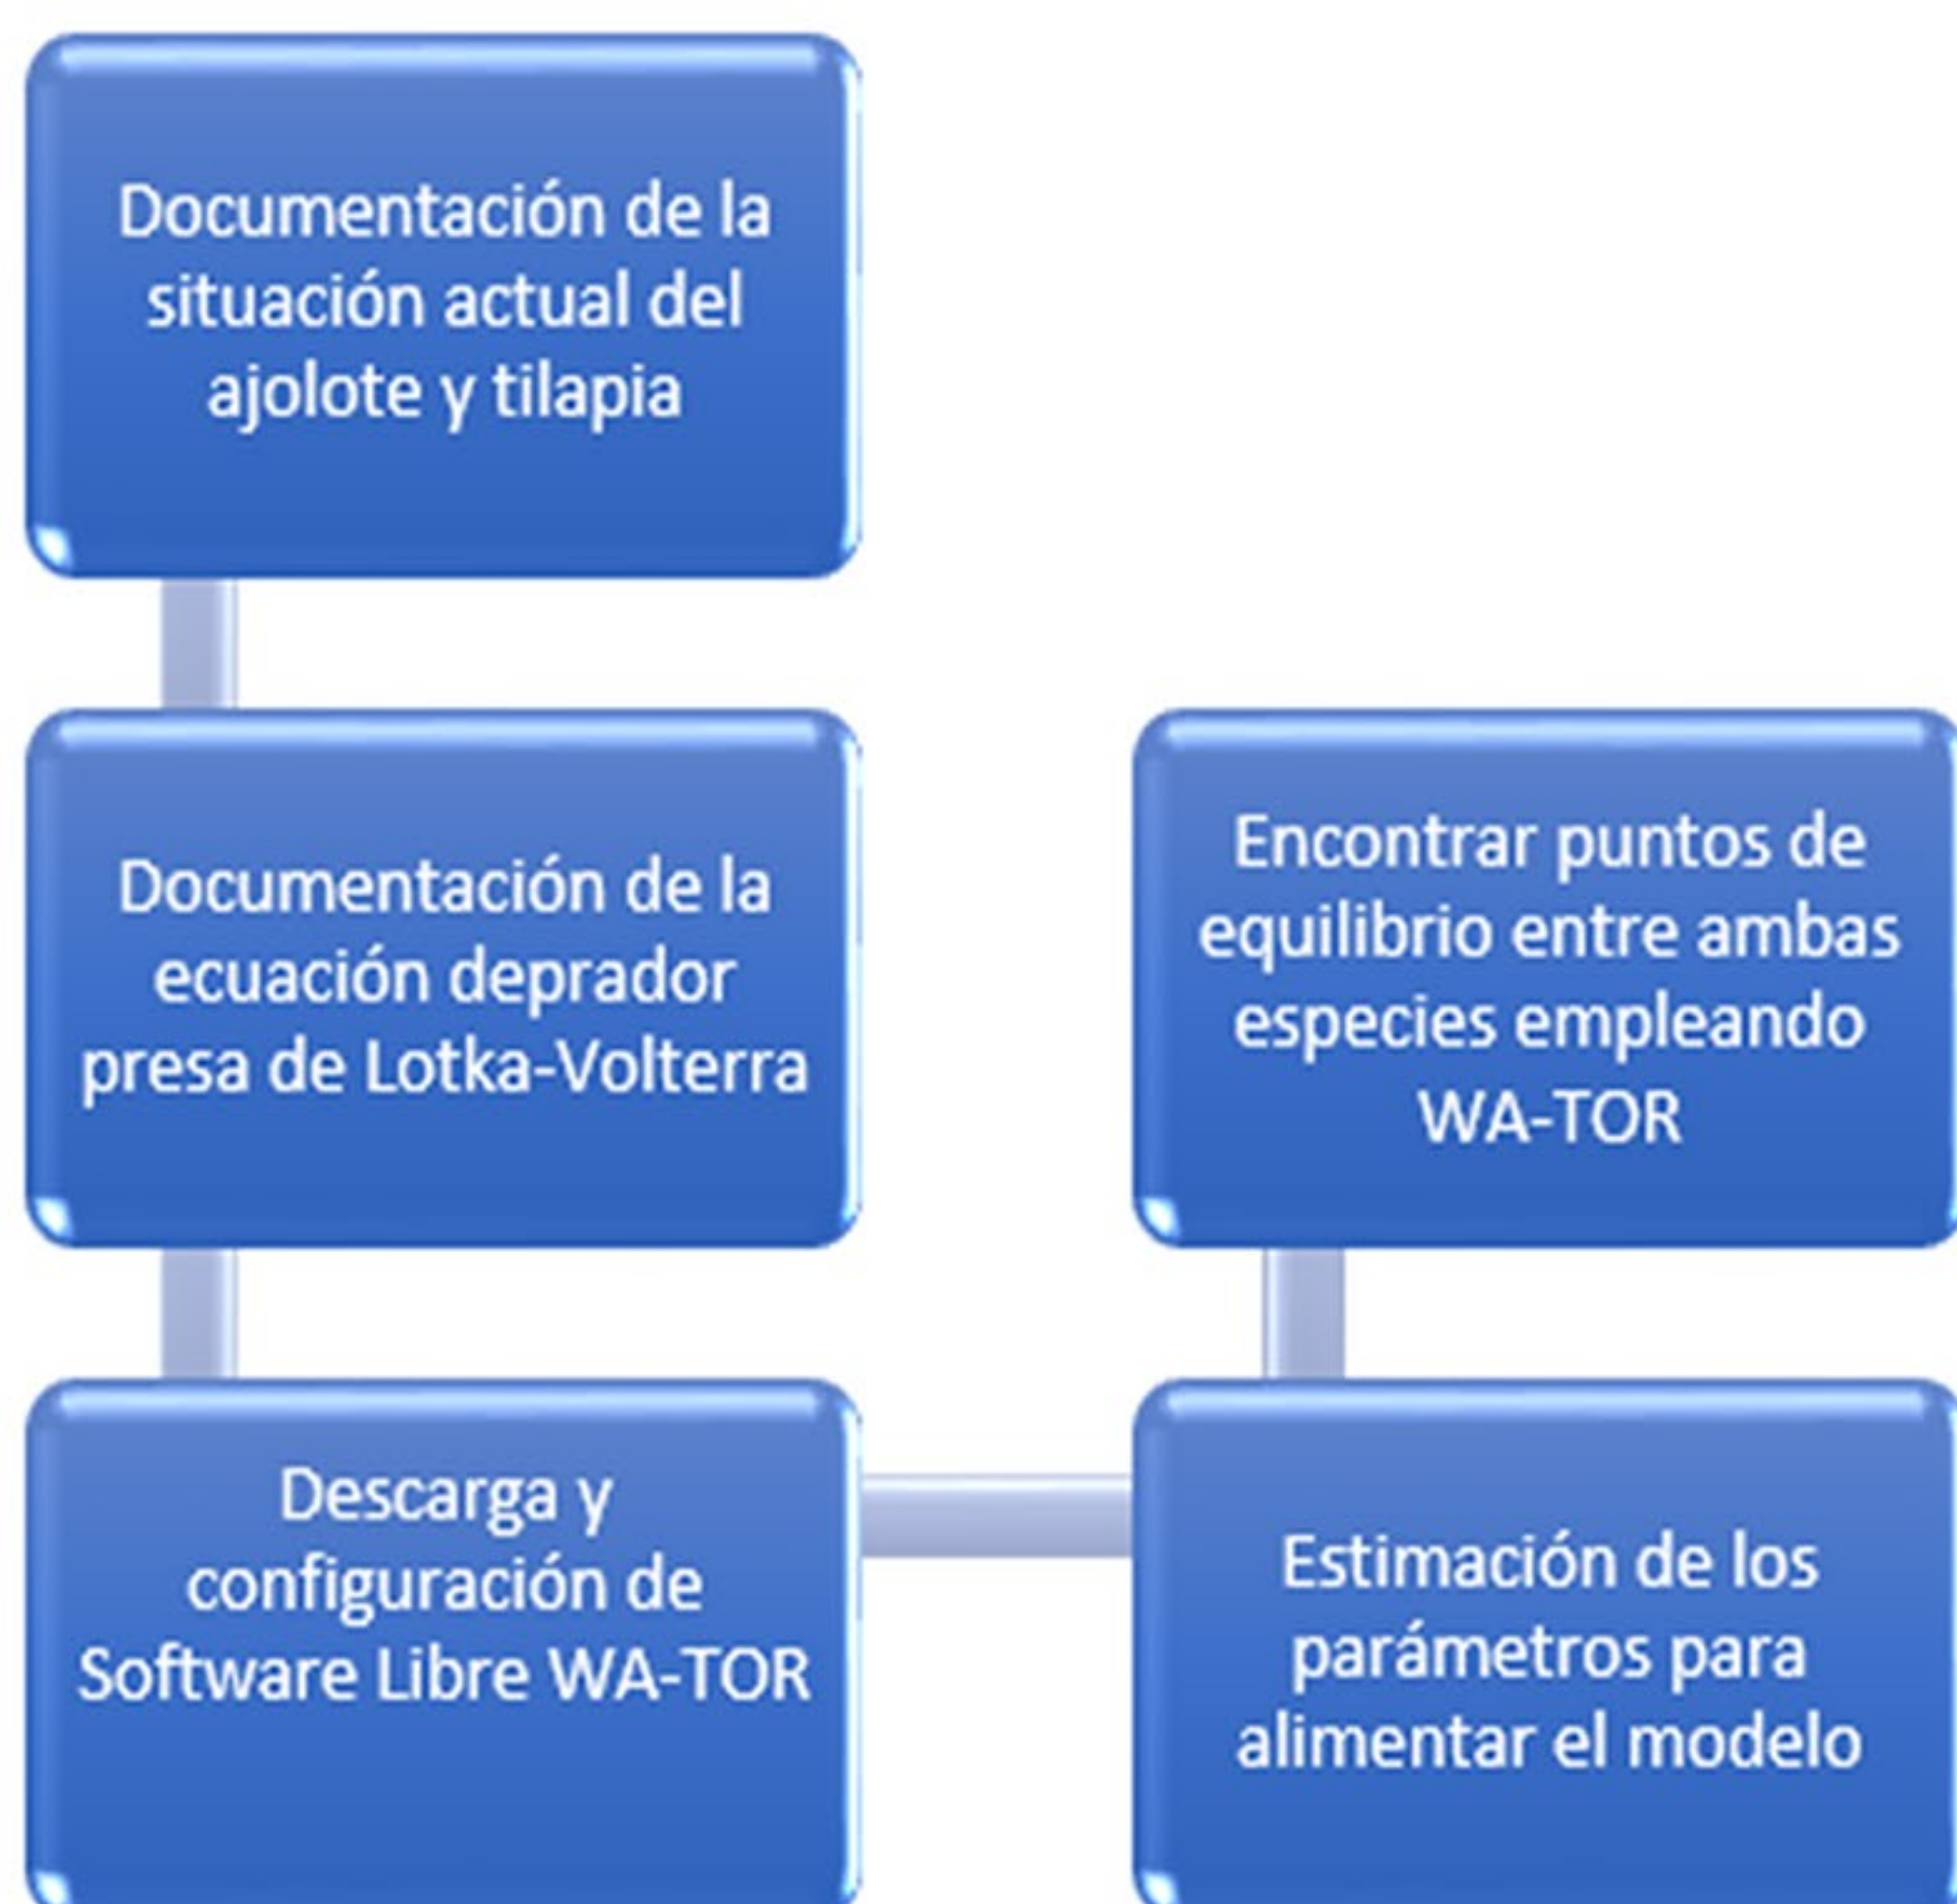 Documentación de la
situación actual del
ajolote y tilapia
Documentación de la
ecuación deprador
presa de Lotka-Volterra
Descarga y
configuración de
Software Libre WA-TOR
Estimación de los
parámetros para
alimentar el modelo
Encontrar puntos de
equilibrio entre ambas
especies empleando
WA-TOR